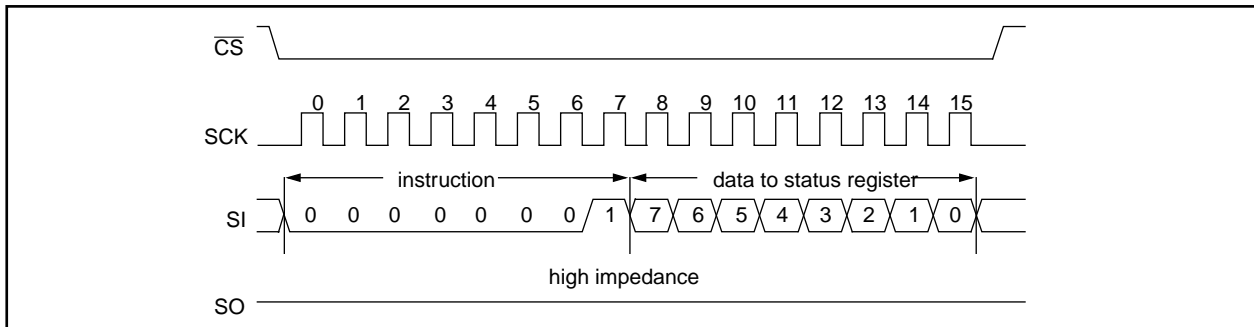 CS
0 1 2 3 4 5 6 7 8 9 10 11 12 13 14 15
SCK
instruction data to status register
SI 0 0 0 0 0 0 0 1 7 6 5 4 3 2 1 0
high impedance
SO